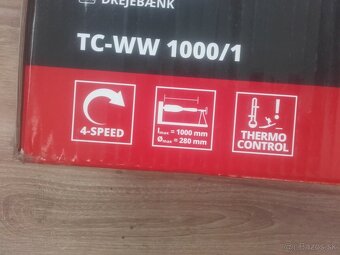 DREJEBÆNK
TC-WW 1000/1
4-SPEED
lmax = 1000 mm
Ømax = 280 mm
THERMO
CONTROL